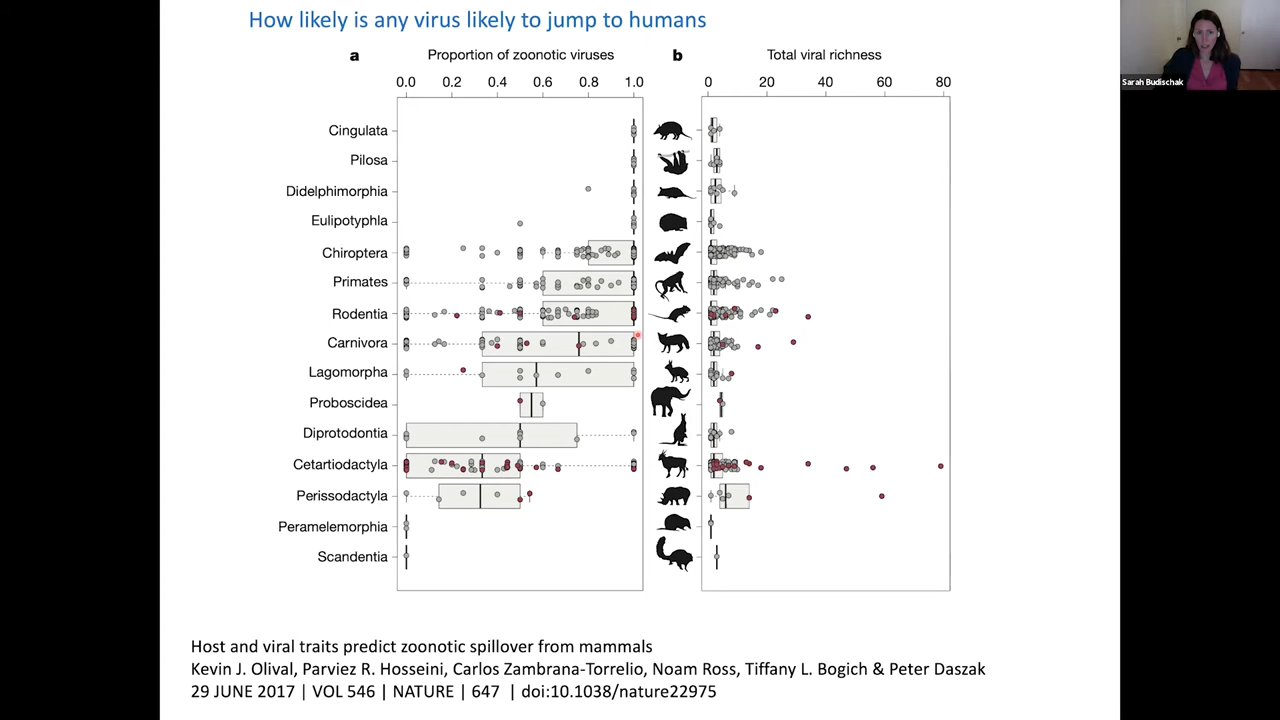 How likely is any virus likely to jump to humans
Sarah Budischak
a Proportion of zoonotic viruses b Total viral richness
0.0 0.2 0.4 0.6 0.8 1.0 0 20 40 60 80
Cingulata
Pilosa
Didelphimorphia
Eulipotyphla
Chiroptera
Primates
Rodentia
Carnivora
Lagomorpha
Proboscidea
Diprotodontia
Cetartiodactyla
Perissodactyla
Peramelemorphia
Scandentia
Host and viral traits predict zoonotic spillover from mammals
Kevin J. Olival, Parviez R. Hosseini, Carlos Zambrana-Torrelio, Noam Ross, Tiffany L. Bogich & Peter Daszak
29 JUNE 2017 | VOL 546 | NATURE | 647 | doi:10.1038/nature22975